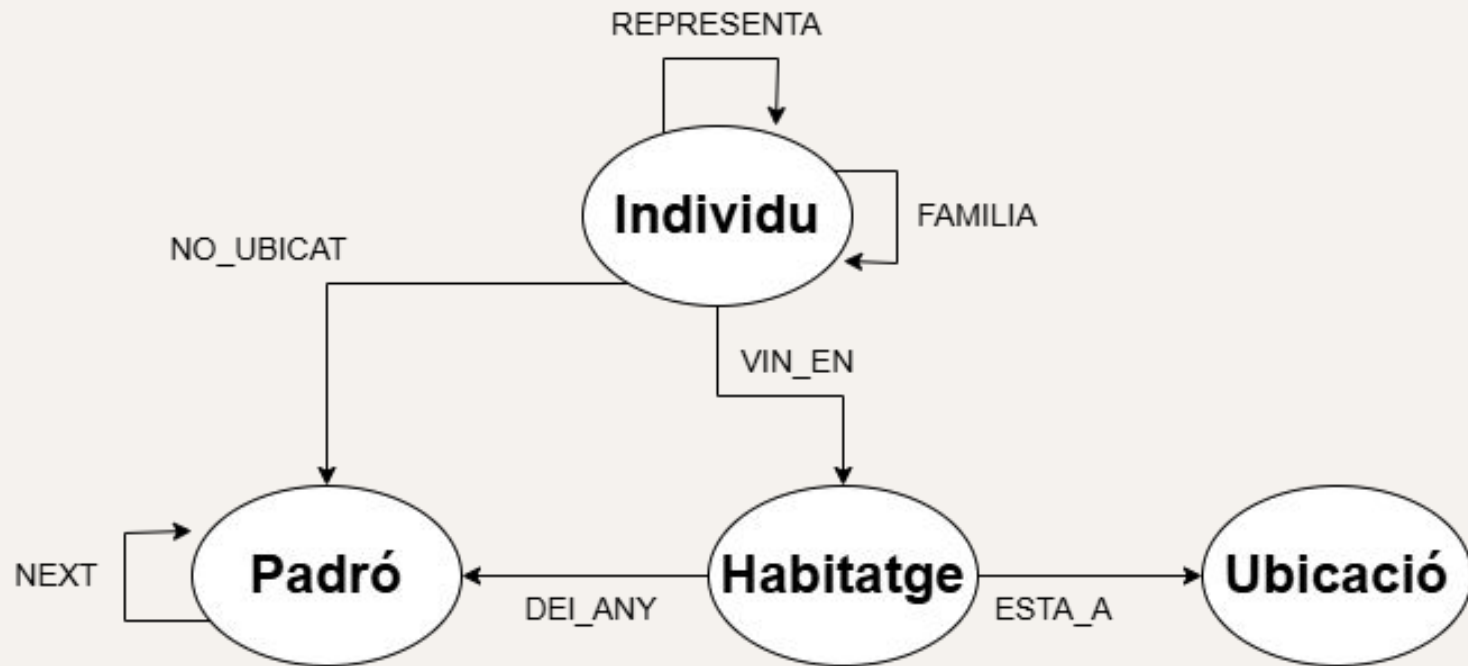 REPRESENTA
Individu
FAMILIA
NO_UBICAT
VIN_EN
Padró
Habitatge
Ubicació
NEXT
DEI_ANY
ESTA_A